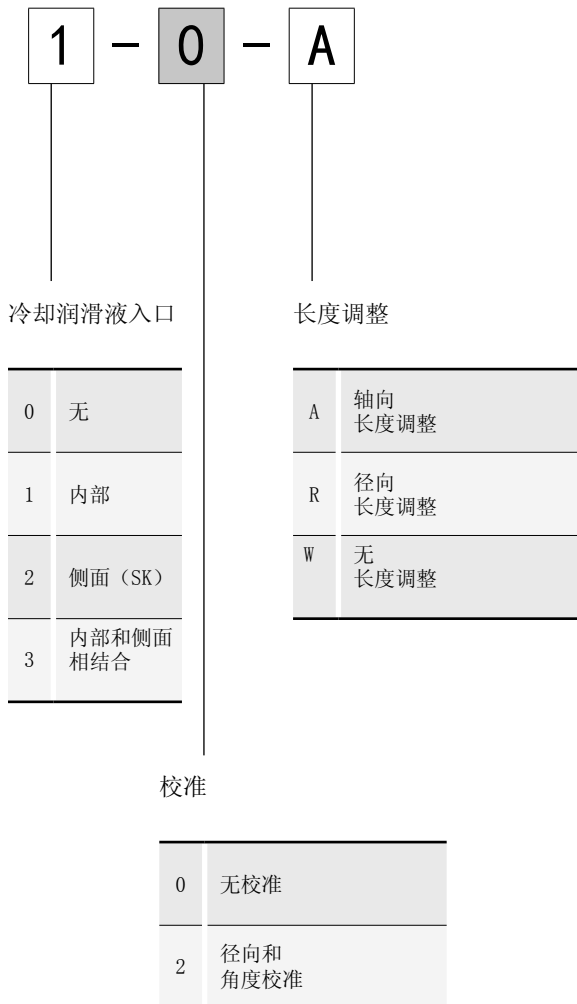 1 – 0 – A
冷却润滑液入口
0 无
1 内部
2 侧面（SK）
3 内部和侧面
相结合
长度调整
A 轴向
长度调整
R 径向
长度调整
W 无
长度调整
校准
0 无校准
2 径向和
角度校准